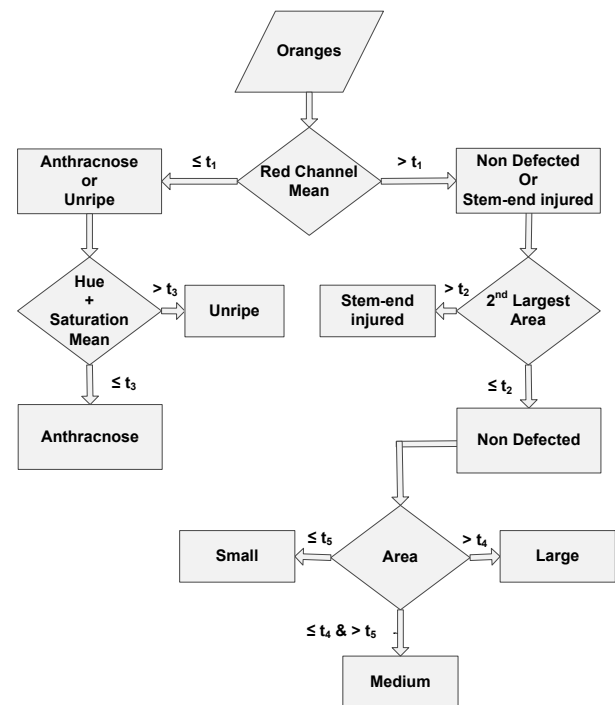 Oranges
≤ t₁
> t₁
Anthracnose
or
Unripe
Red Channel
Mean
Non Defected
Or
Stem-end injured
Hue
+
Saturation
Mean
> t₃
Unripe
Stem-end
injured
> t₂
2ⁿᵈ Largest
Area
≤ t₃
≤ t₂
Anthracnose
Non Defected
Small
≤ t₅
Area
> t₄
Large
≤ t₄ & > t₅
Medium